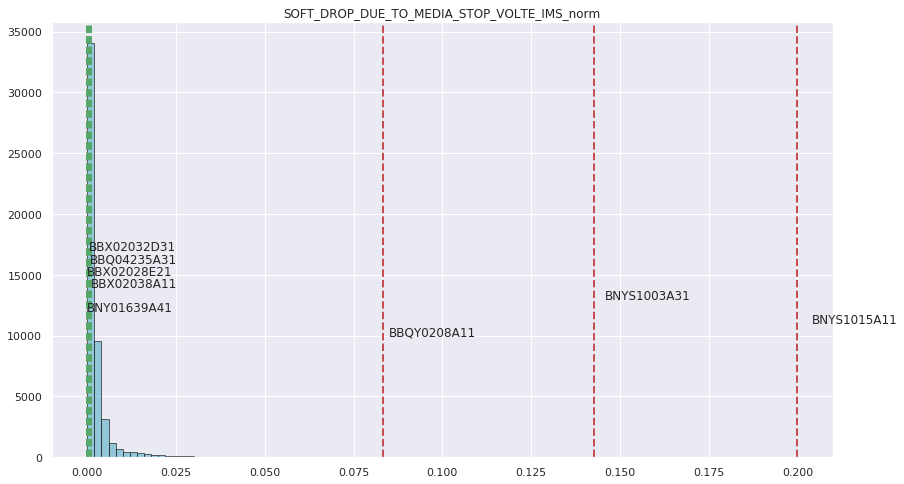 SOFT_DROP_DUE_TO_MEDIA_STOP_VOLTE_IMS_norm
35000
30000
25000
20000
15000
10000
5000
0
BBX02032D31
BBQ04235A31
BBX02028E21
BBX02038A11
BNY01639A41
BBQY0208A11
BNYS1003A31
BNYS1015A11
0.000
0.025
0.050
0.075
0.100
0.125
0.150
0.175
0.200